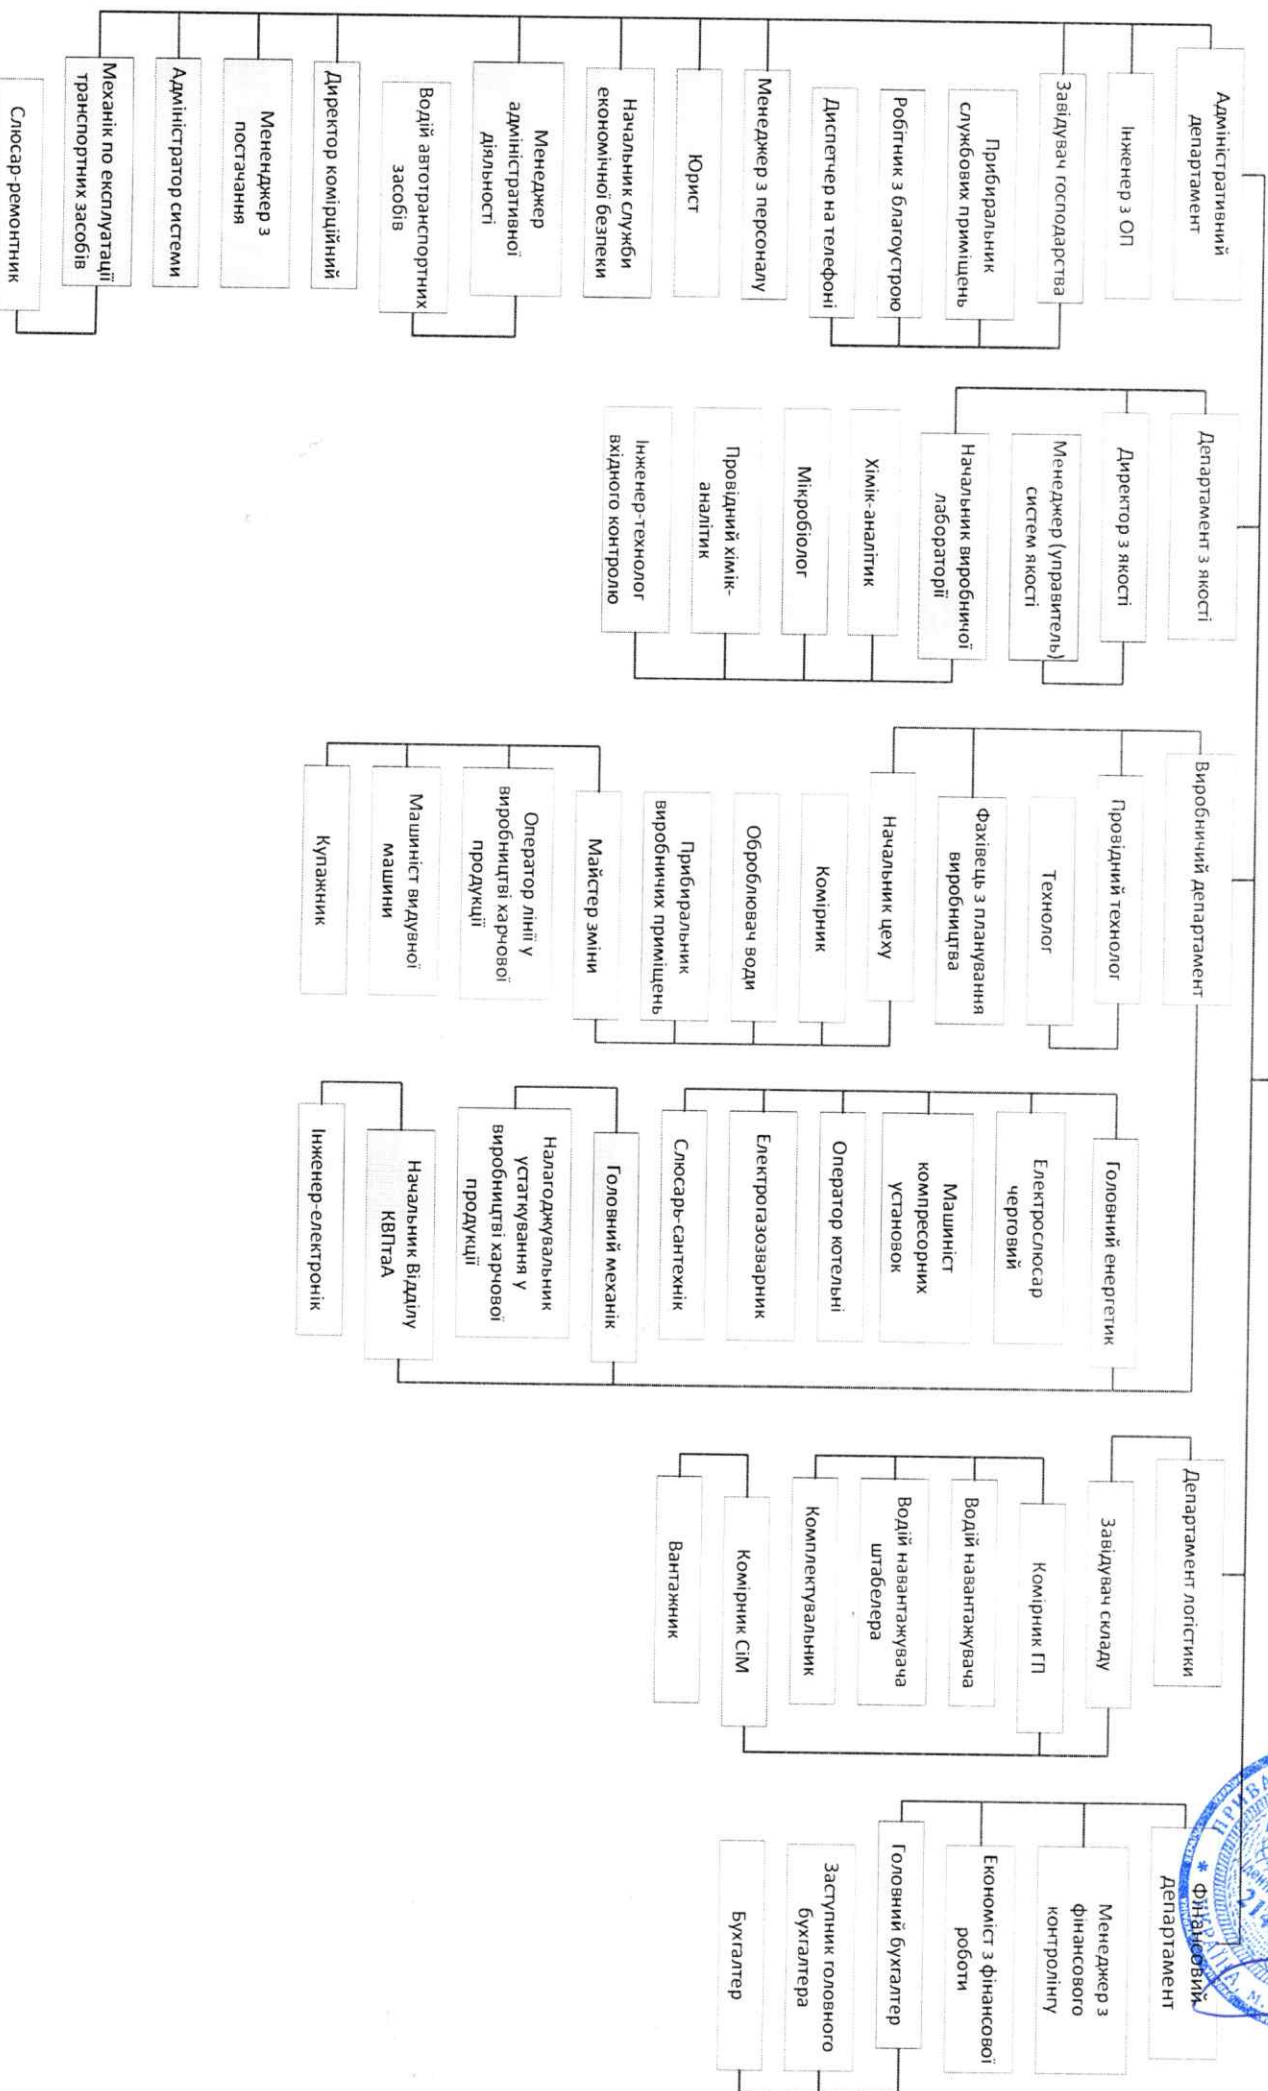 Адміністративний
департамент
Інженер з ОП
Завідувач господарства
Прибиральник
службових приміщень
Робітник з благоустрою
Диспетчер на телефоні
Менеджер з персоналу
Юрист
Начальник служби
економічної безпеки
Менеджер
адміністративної
діяльності
Водій автотранспортних
засобів
Директор комірційний
Мененджер з
постачання
Адміністратор системи
Механік по експлуатації
транспортних засобів
Слюсар-ремонтник
Департамент з якості
Директор з якості
Менеджер (управитель)
систем якості
Начальник виробничої
лабораторії
Хімік-аналітик
Мікробіолог
Провідний хімік-
аналітик
Інженер-технолог
вхідного контролю
Виробничий департамент
Провідний технолог
Технолог
Фахівець з планування
виробництва
Начальник цеху
Комірник
Оброблювач води
Прибиральник
виробничих приміщень
Майстер зміни
Оператор лінії у
виробництві харчової
продукції
Машиніст видувної
машини
Купажник
Головний енергетик
Електрослюсар
черговий
Машиніст
компресорних
установок
Оператор котельні
Електрогазозварник
Слюсарь-сантехнік
Головний механік
Налагоджувальник
устаткування у
виробництві харчової
продукції
Начальник Відділу
КВПтаА
Інженер-електронік
Департамент логістики
Завідувач складу
Комірник ГП
Водій навантажувача
Водій навантажувача
штабелера
Комплектувальник
Комірник СіМ
Вантажник
Фінансовий
департамент
Менеджер з
фінансового
контролінгу
Економіст з фінансової
роботи
Головний бухгалтер
Заступник головного
бухгалтера
Бухгалтер
УКРАЇНА, м.